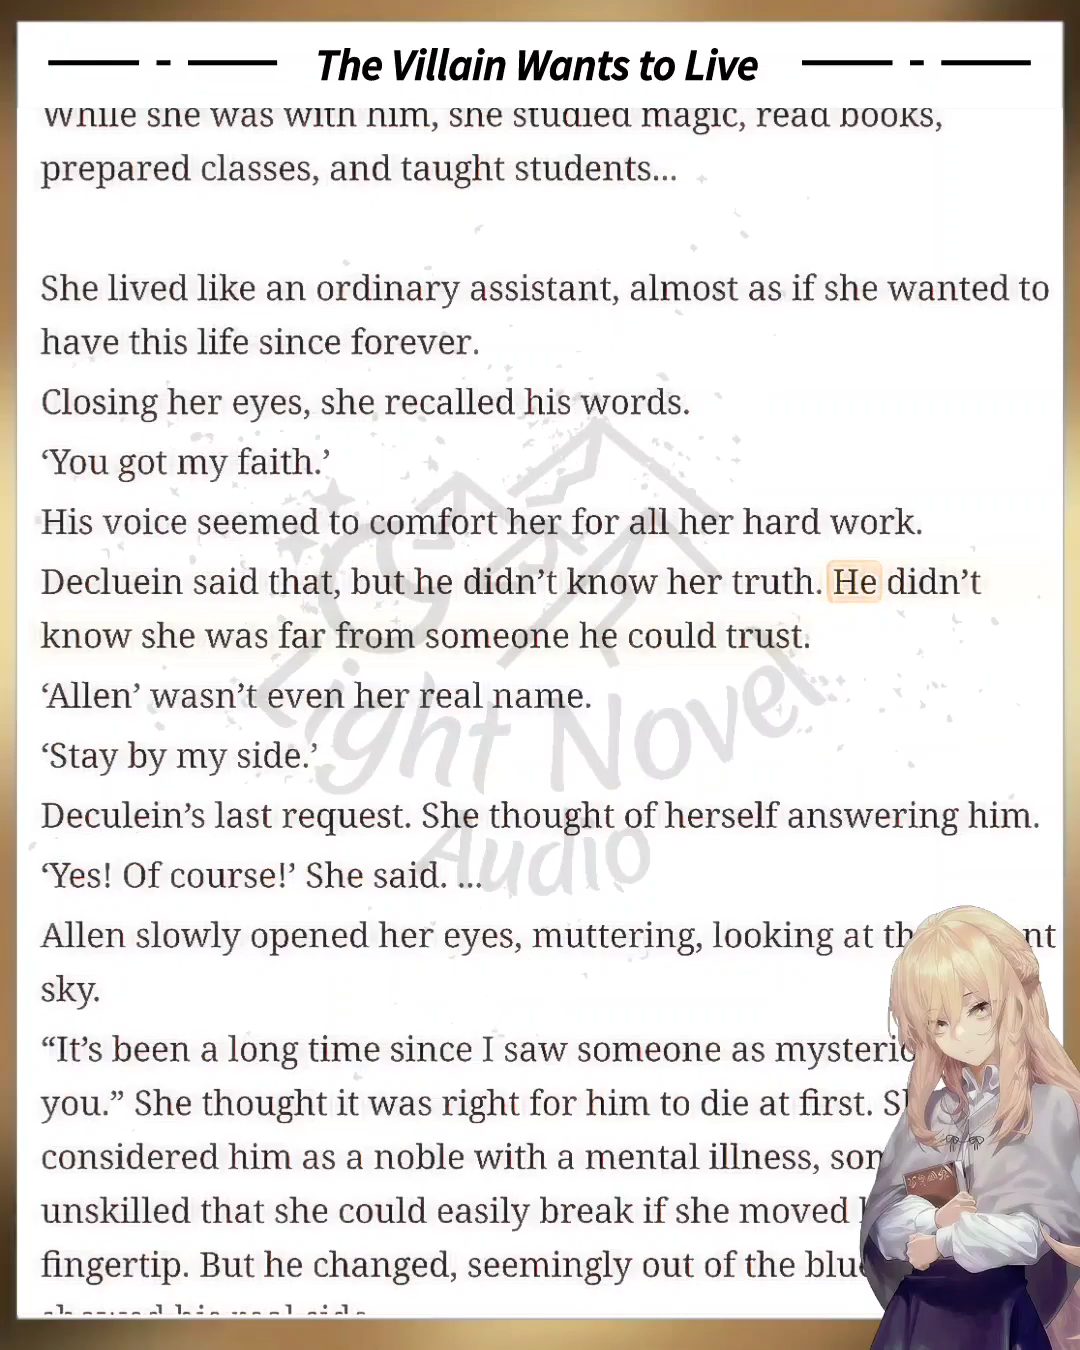 The Villain Wants to Live
While she was with him, she studied magic, read books,
prepared classes, and taught students...
She lived like an ordinary assistant, almost as if she wanted to
have this life since forever.
Closing her eyes, she recalled his words.
‘You got my faith.’
His voice seemed to comfort her for all her hard work.
Decluein said that, but he didn’t know her truth. He didn’t
know she was far from someone he could trust.
‘Allen’ wasn’t even her real name.
‘Stay by my side.’
Deculein’s last request. She thought of herself answering him.
‘Yes! Of course!’ She said. ...
Allen slowly opened her eyes, muttering, looking at
sky.
“It’s been a long time since I saw someone as
you.” She thought it was right for him to die at first.
considered him as a noble with a mental illness,
unskilled that she could easily break if she moved
fingertip. But he changed, seemingly out of the
showed his real side.
Light Novel
Audio